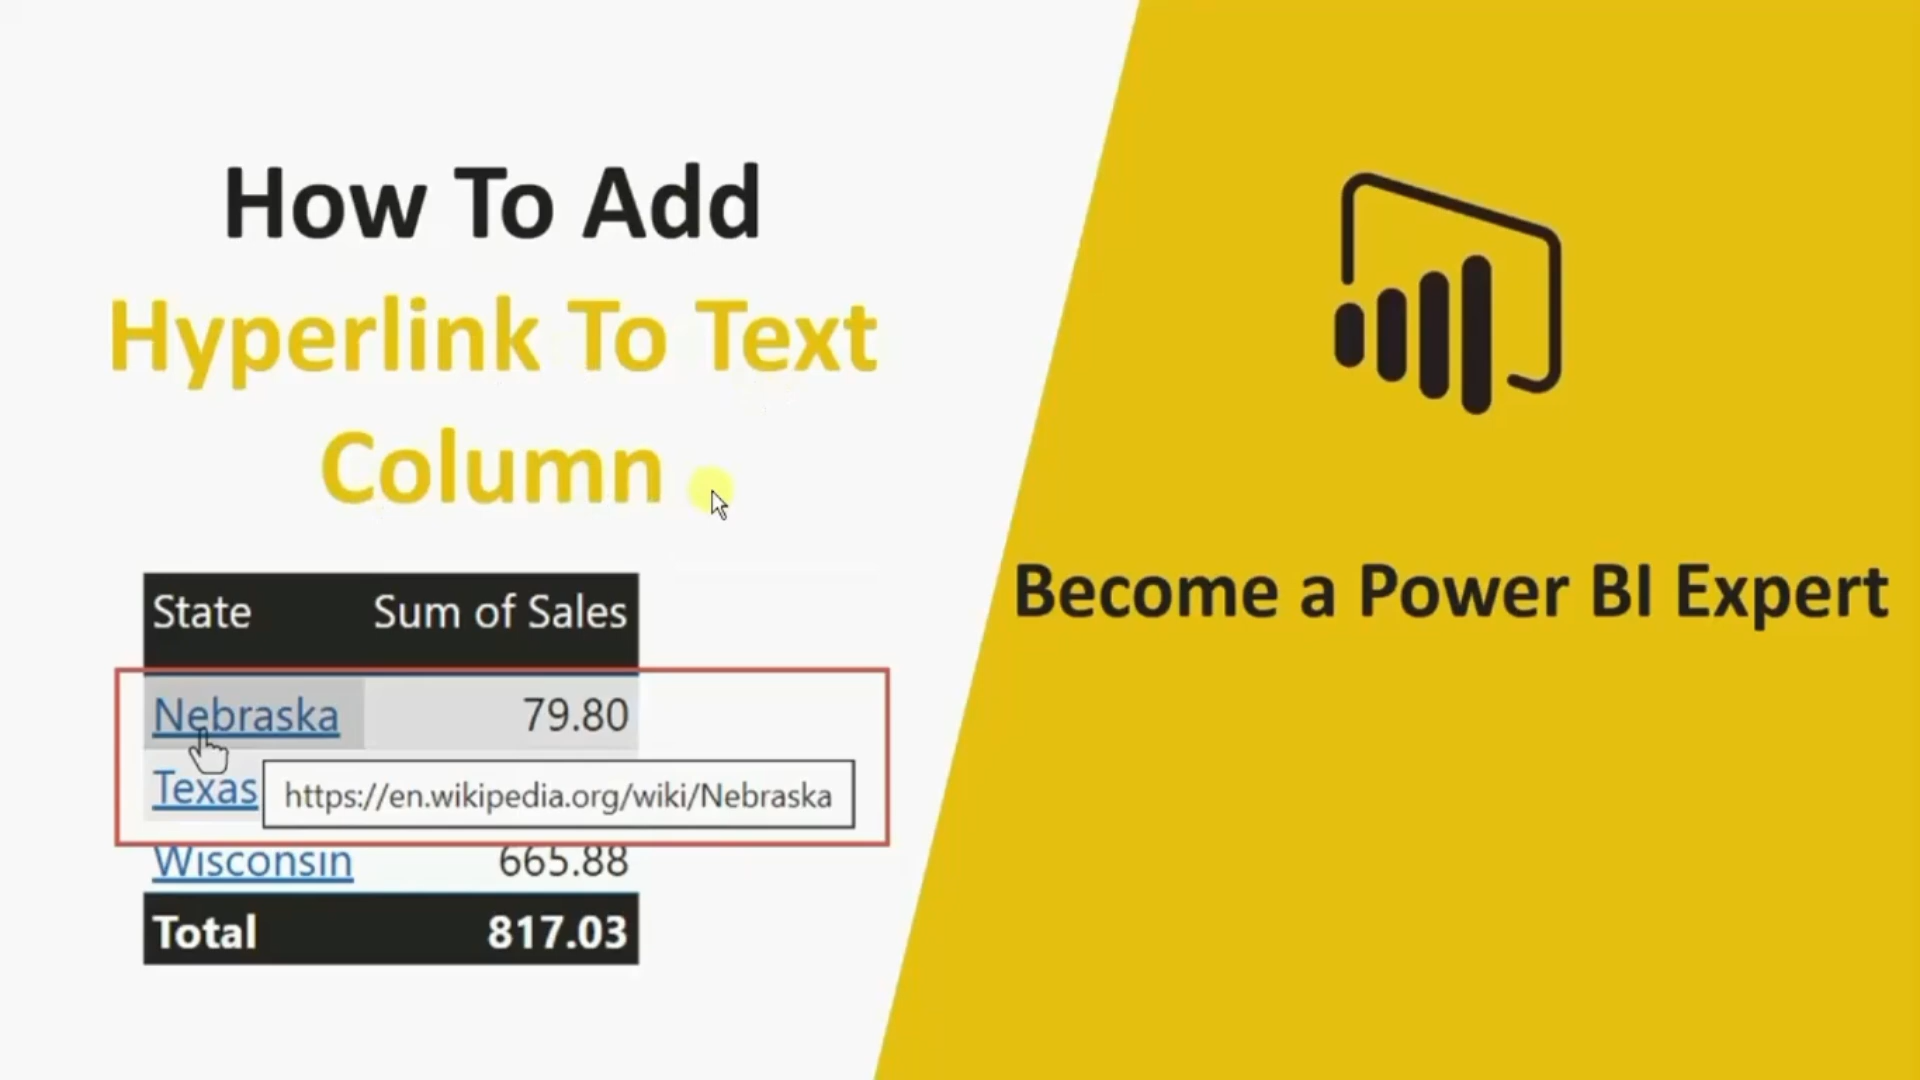 How To Add
Hyperlink To Text
Column
State Sum of Sales
Nebraska 79.80
Texas https://en.wikipedia.org/wiki/Nebraska
Wisconsin 665.88
Total 817.03
Become a Power BI Expert